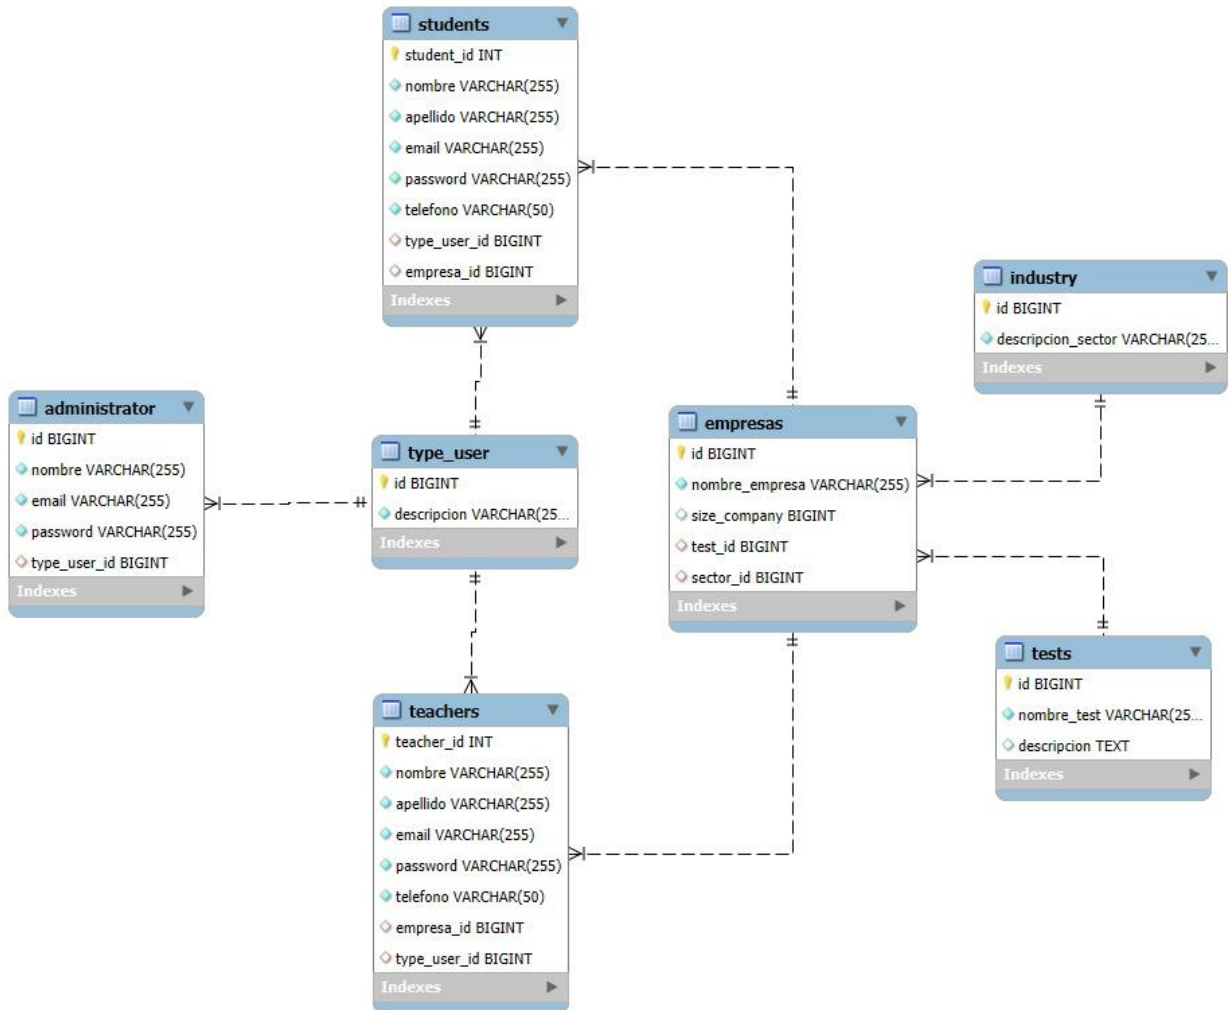 students
student_id INT
nombre VARCHAR(255)
apellido VARCHAR(255)
email VARCHAR(255)
password VARCHAR(255)
telefono VARCHAR(50)
type_user_id BIGINT
empresa_id BIGINT
Indexes
administrator
id BIGINT
nombre VARCHAR(255)
email VARCHAR(255)
password VARCHAR(255)
type_user_id BIGINT
Indexes
type_user
id BIGINT
descripcion VARCHAR(25...
Indexes
teachers
teacher_id INT
nombre VARCHAR(255)
apellido VARCHAR(255)
email VARCHAR(255)
password VARCHAR(255)
telefono VARCHAR(50)
empresa_id BIGINT
type_user_id BIGINT
Indexes
empresas
id BIGINT
nombre_empresa VARCHAR(255)
size_company BIGINT
test_id BIGINT
sector_id BIGINT
Indexes
industry
id BIGINT
descripcion_sector VARCHAR(25...
Indexes
tests
id BIGINT
nombre_test VARCHAR(25...
descripcion TEXT
Indexes